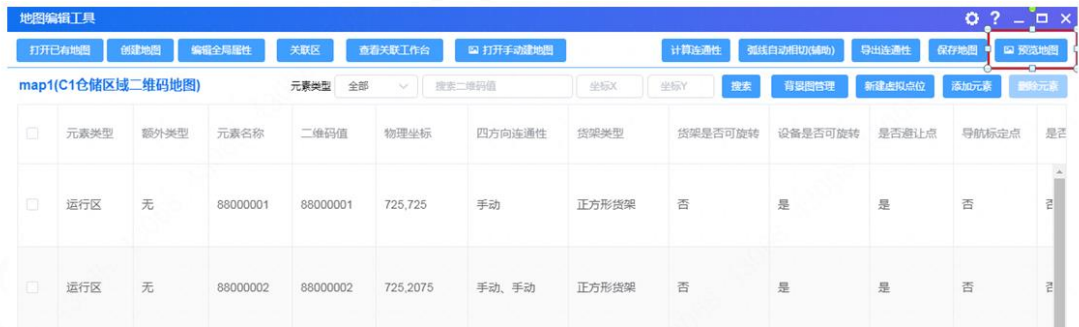 地图编辑工具
打开已有地图 创建地图 编辑全局属性 关联区 查看关联工作台 打开手动建地图 计算连通性 弧线自动相切(辅助) 导出连通性 保存地图 预览地图
map1(C1仓储区域二维码地图) 元素类型 全部 搜索二维码值 坐标X 坐标Y 搜索 背景图管理 新建虚拟点位 添加元素 删除元素
元素类型 额外类型 元素名称 二维码值 物理坐标 四方向连通性 货架类型 货架是否可旋转 设备是否可旋转 是否避让点 导航标定点 是否
运行区 无 88000001 88000001 725,725 手动 正方形货架 否 是 是 否 否
运行区 无 88000002 88000002 725,2075 手动、手动 正方形货架 否 是 是 否 否